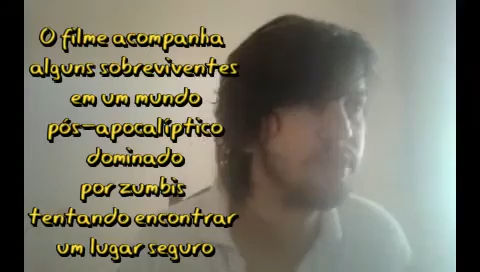 O filme acompanha
alguns sobreviventes
em um mundo
pós-apocalíptico
dominado
por zumbis
tentando encontrar
um lugar seguro